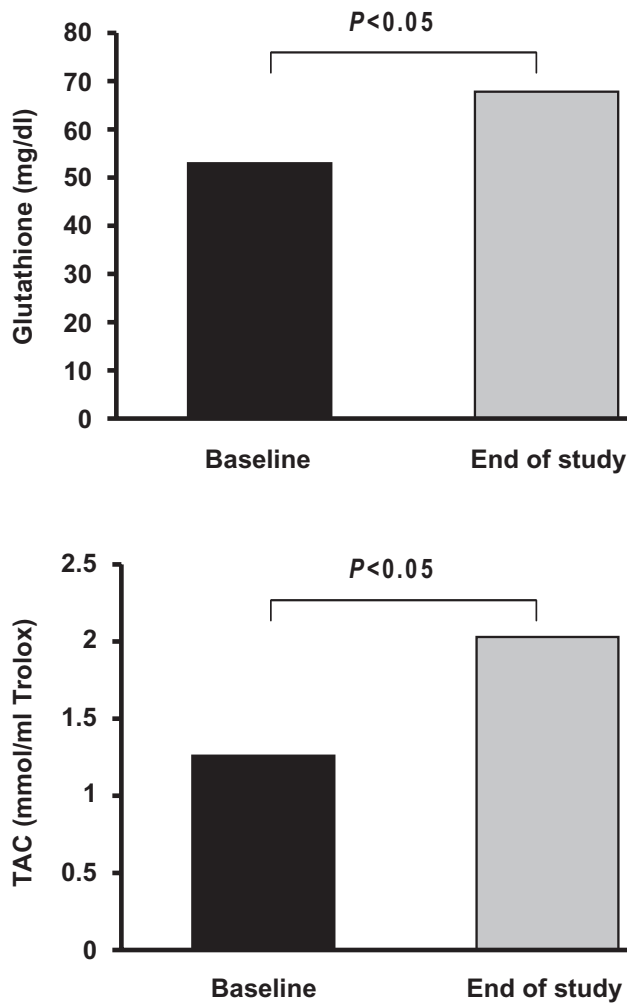 P<0.05
Glutathione (mg/dl)
80
70
60
50
40
30
20
10
0
Baseline End of study
P<0.05
TAC (mmol/ml Trolox)
2.5
2
1.5
1
0.5
0
Baseline End of study